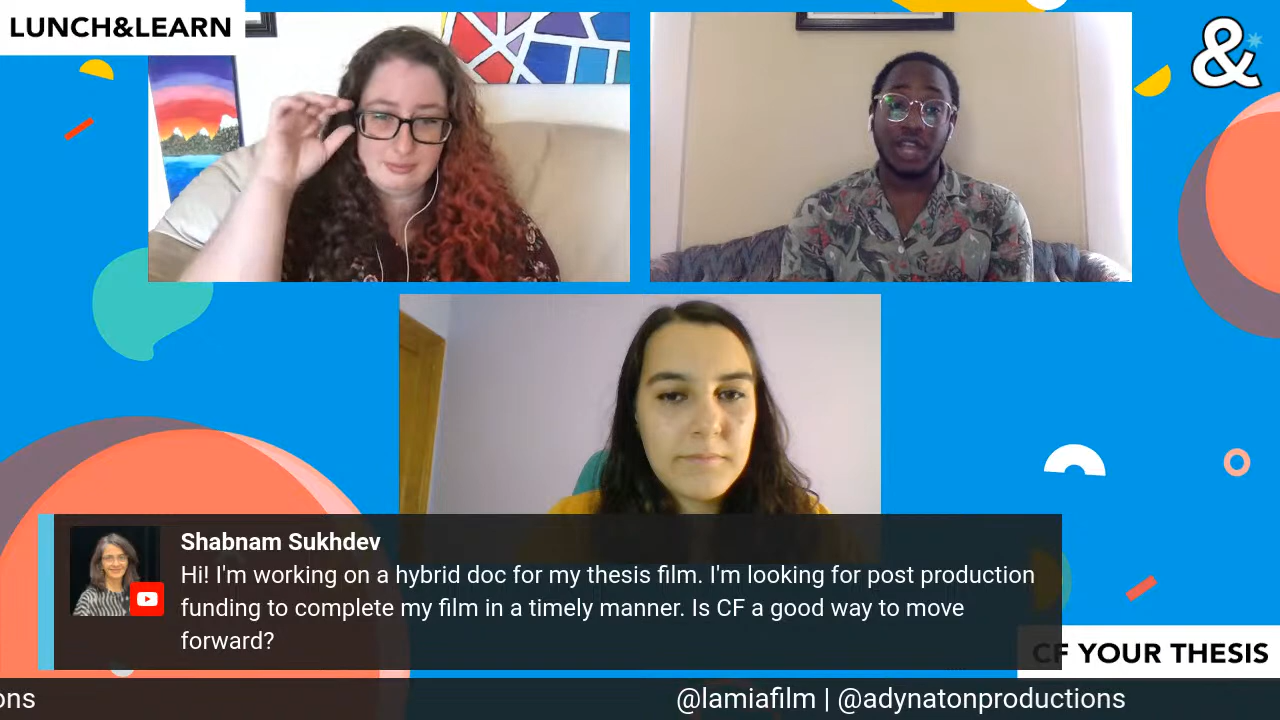 LUNCH&LEARN
&
Shabnam Sukhdev
Hi! I'm working on a hybrid doc for my thesis film. I'm looking for post production
funding to complete my film in a timely manner. Is CF a good way to move
forward?
CF YOUR THESIS
ons
@lamiafilm | @adynatonproductions